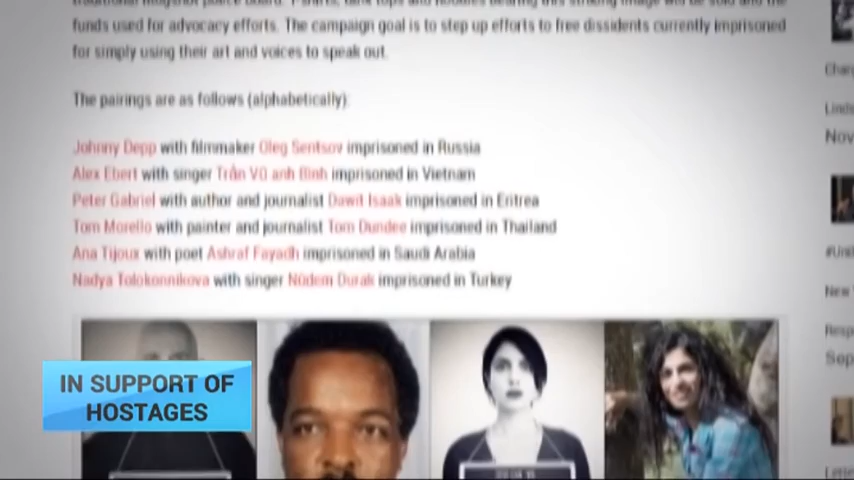 funds used for advocacy efforts. The campaign goal is to step up efforts to free dissidents currently imprisoned
for simply using their art and voices to speak out.
The pairings are as follows (alphabetically):
Johnny Depp with filmmaker Oleg Sentsov imprisoned in Russia
Alex Ebert with singer Trần Vũ anh Bình imprisoned in Vietnam
Peter Gabriel with author and journalist Dawit Isaak imprisoned in Eritrea
Tom Morello with painter and journalist Tom Dundee imprisoned in Thailand
Ana Tijoux with poet Ashraf Fayadh imprisoned in Saudi Arabia
Nadya Tolokonnikova with singer Nûdem Durak imprisoned in Turkey
IN SUPPORT OF
HOSTAGES
Nov
New
Sep